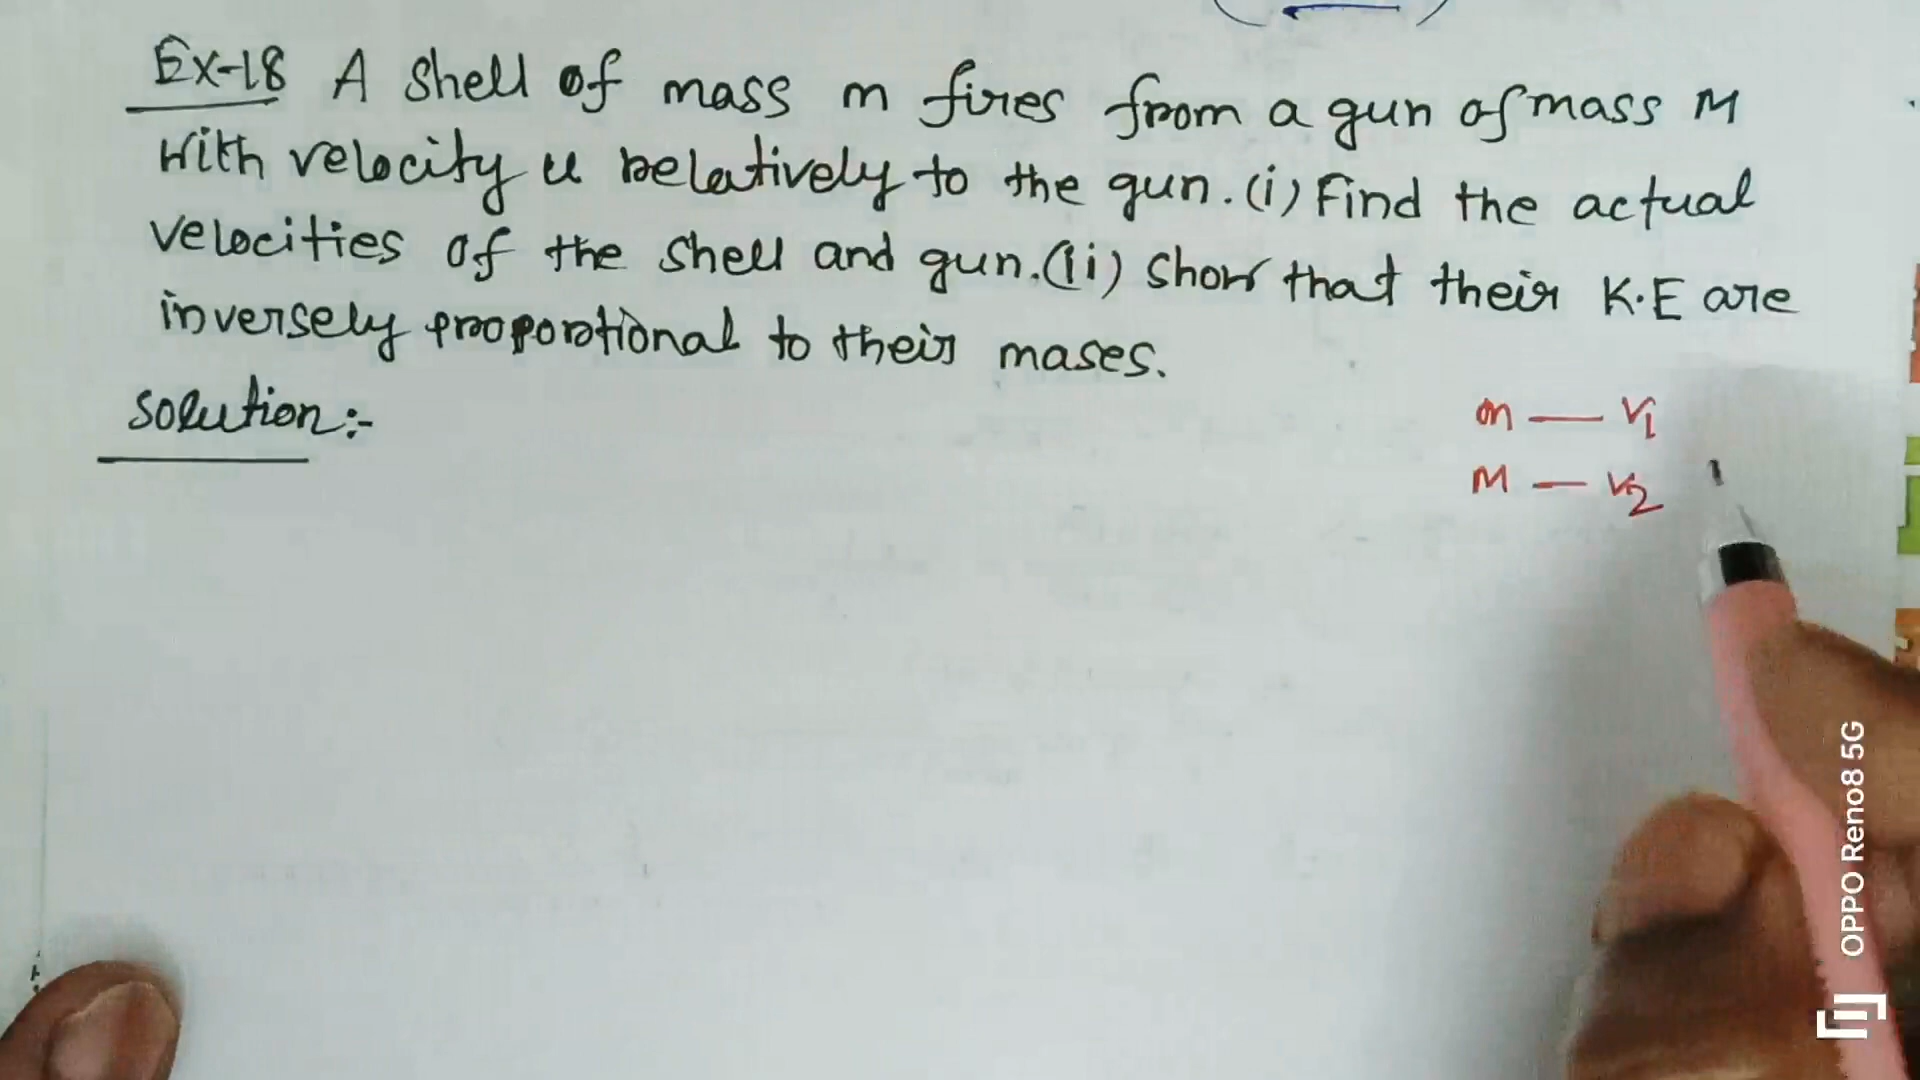 Ex-18 A shell of mass m fires from a gun of mass M
with velocity u relatively to the gun. (i) Find the actual
velocities of the shell and gun. (ii) Show that their K.E are
inversely proportional to their mases.
solution:-
m — v1
M — v2
OPPO Reno8 5G